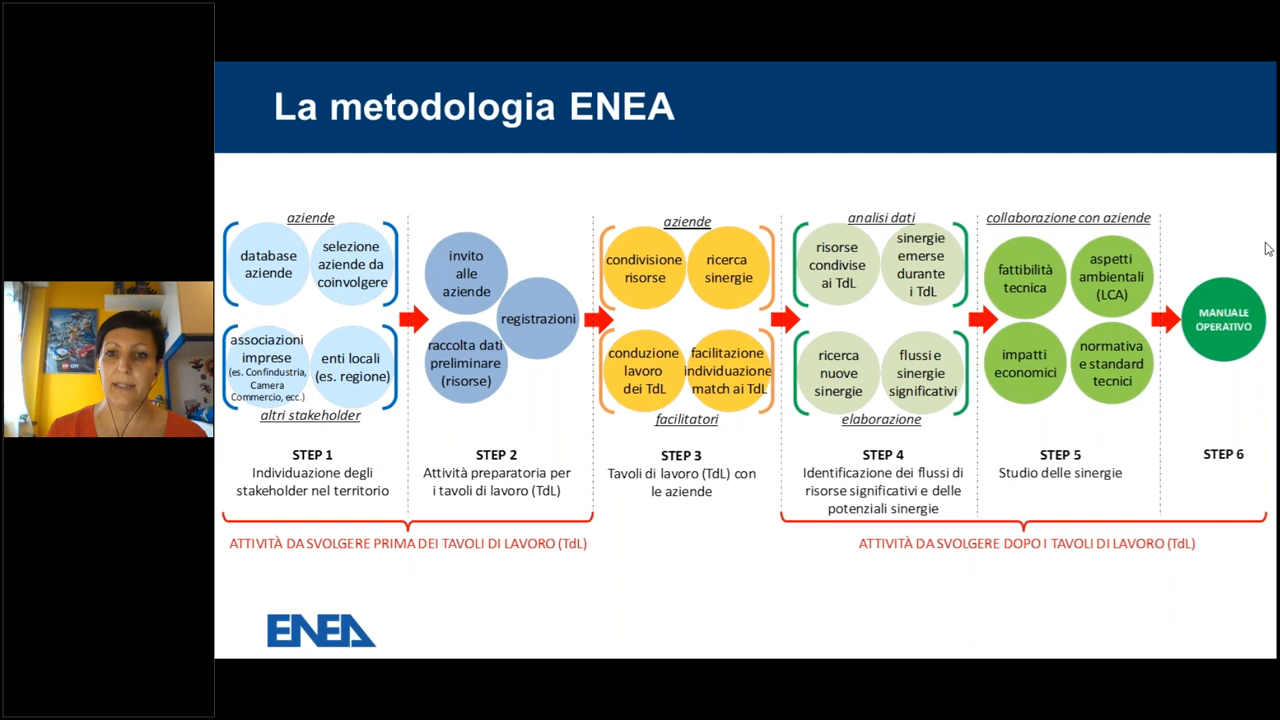 La metodologia ENEA
aziende
database
aziende
selezione
aziende da
coinvolgere
associazioni
imprese
(es. Confindustria,
Camera
Commercio, ecc.)
enti locali
(es. regione)
altri stakeholder
STEP 1
Individuazione degli
stakeholder nel territorio
invito
alle
aziende
registrazioni
raccolta dati
preliminare
(risorse)
STEP 2
Attività preparatoria per
i tavoli di lavoro (TdL)
ATTIVITÀ DA SVOLGERE PRIMA DEI TAVOLI DI LAVORO (TdL)
aziende
condivisione
risorse
ricerca
sinergie
conduzione
lavoro
dei TdL
facilitazione
individuazione
match ai TdL
facilitatori
STEP 3
Tavoli di lavoro (TdL) con
le aziende
analisi dati
risorse
condivise
ai TdL
sinergie
emerse
durante
i TdL
ricerca
nuove
sinergie
flussi e
sinergie
significativi
elaborazione
STEP 4
Identificazione dei flussi di
risorse significativi e delle
potenziali sinergie
collaborazione con aziende
fattibilità
tecnica
aspetti
ambientali
(LCA)
impatti
economici
normativa
e standard
tecnici
STEP 5
Studio delle sinergie
MANUALE
OPERATIVO
STEP 6
ATTIVITÀ DA SVOLGERE DOPO I TAVOLI DI LAVORO (TdL)
ENEA